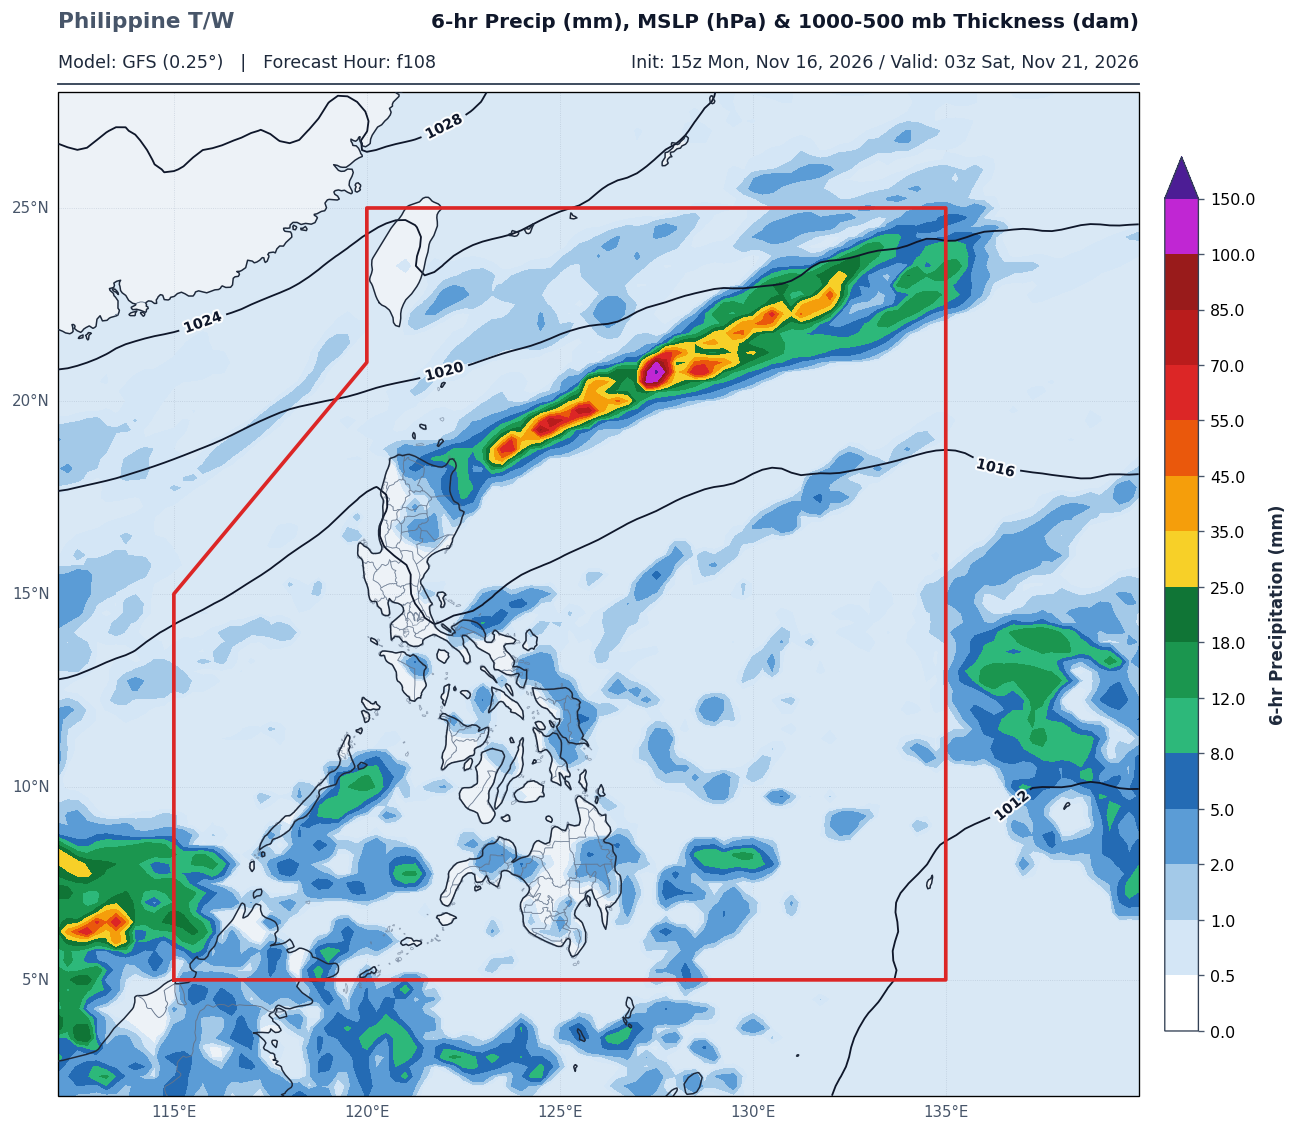 Philippine T/W
6-hr Precip (mm), MSLP (hPa) & 1000-500 mb Thickness (dam)
Model: GFS (0.25°) | Forecast Hour: f108
Init: 15z Mon, Nov 16, 2026 / Valid: 03z Sat, Nov 21, 2026
1028
1024
1020
1016
1012
25°N
20°N
15°N
10°N
5°N
115°E
120°E
125°E
130°E
135°E
150.0
100.0
85.0
70.0
55.0
45.0
35.0
25.0
18.0
12.0
8.0
5.0
2.0
1.0
0.5
0.0
6-hr Precipitation (mm)